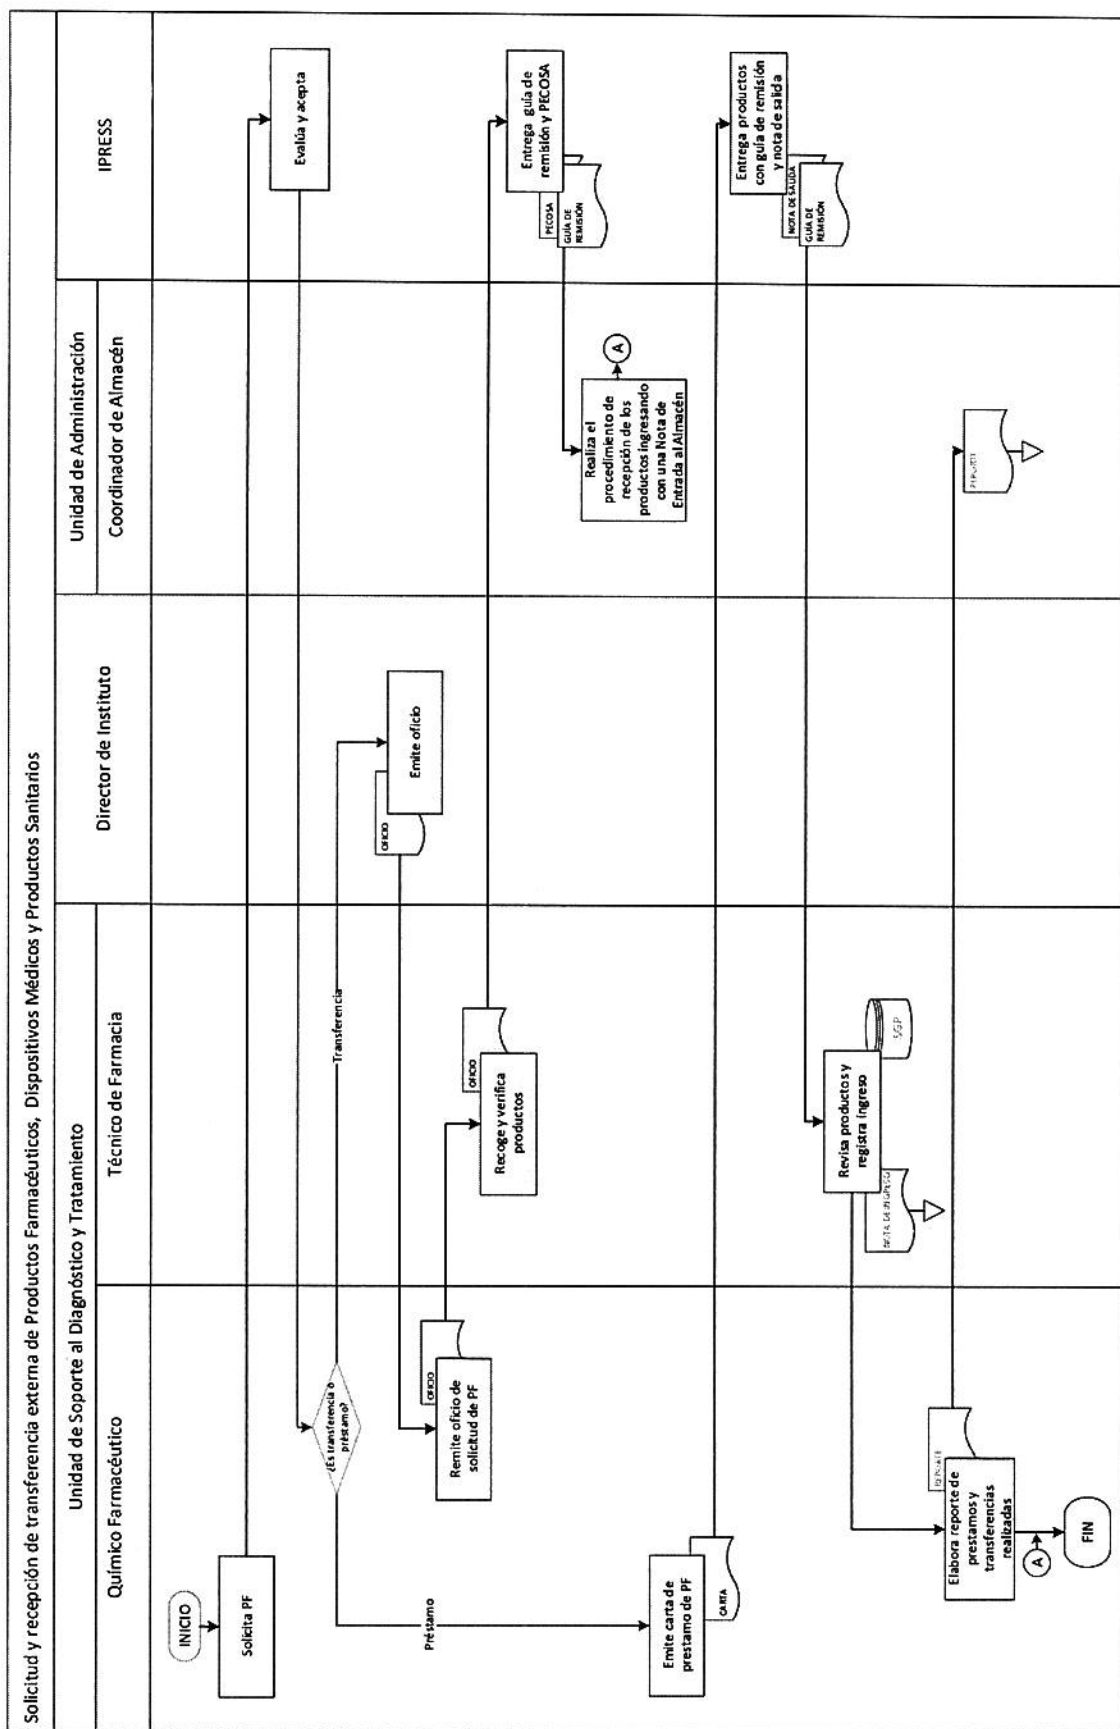 Solicitud y recepción de transferencia externa de Productos Farmacéuticos, Dispositivos Médicos y Productos Sanitarios
Unidad de Soporte al Diagnóstico y Tratamiento
Unidad de Administración
IPRESS
Químico Farmacéutico
Técnico de Farmacia
Director de Instituto
Coordinador de Almacén
INICIO
Solicita PF
Evalúa y acepta
¿Es transferencia o
préstamo?
Transferencia
Préstamo
OFICIO
Emite oficio
OFICIO
Remite oficio de
solicitud de PF
OFICIO
Recoge y verifica
productos
Entrega guía de
remisión y PECOSA
PECOSA
GUÍA DE
REMISIÓN
Realiza el
procedimiento de
recepción de los
productos ingresando
con una Nota de
Entrada al Almacén
A
Emite carta de
prestamo de PF
CARTA
Entrega productos
con guía de remisión
y nota de salida
NOTA DE SALIDA
GUÍA DE
REMISIÓN
Revisa productos y
registra ingreso
SGP
NOTA DE INGRESO
REPORTE
Elabora reporte de
prestamos y
transferencias
realizadas
REPORTE
A
FIN